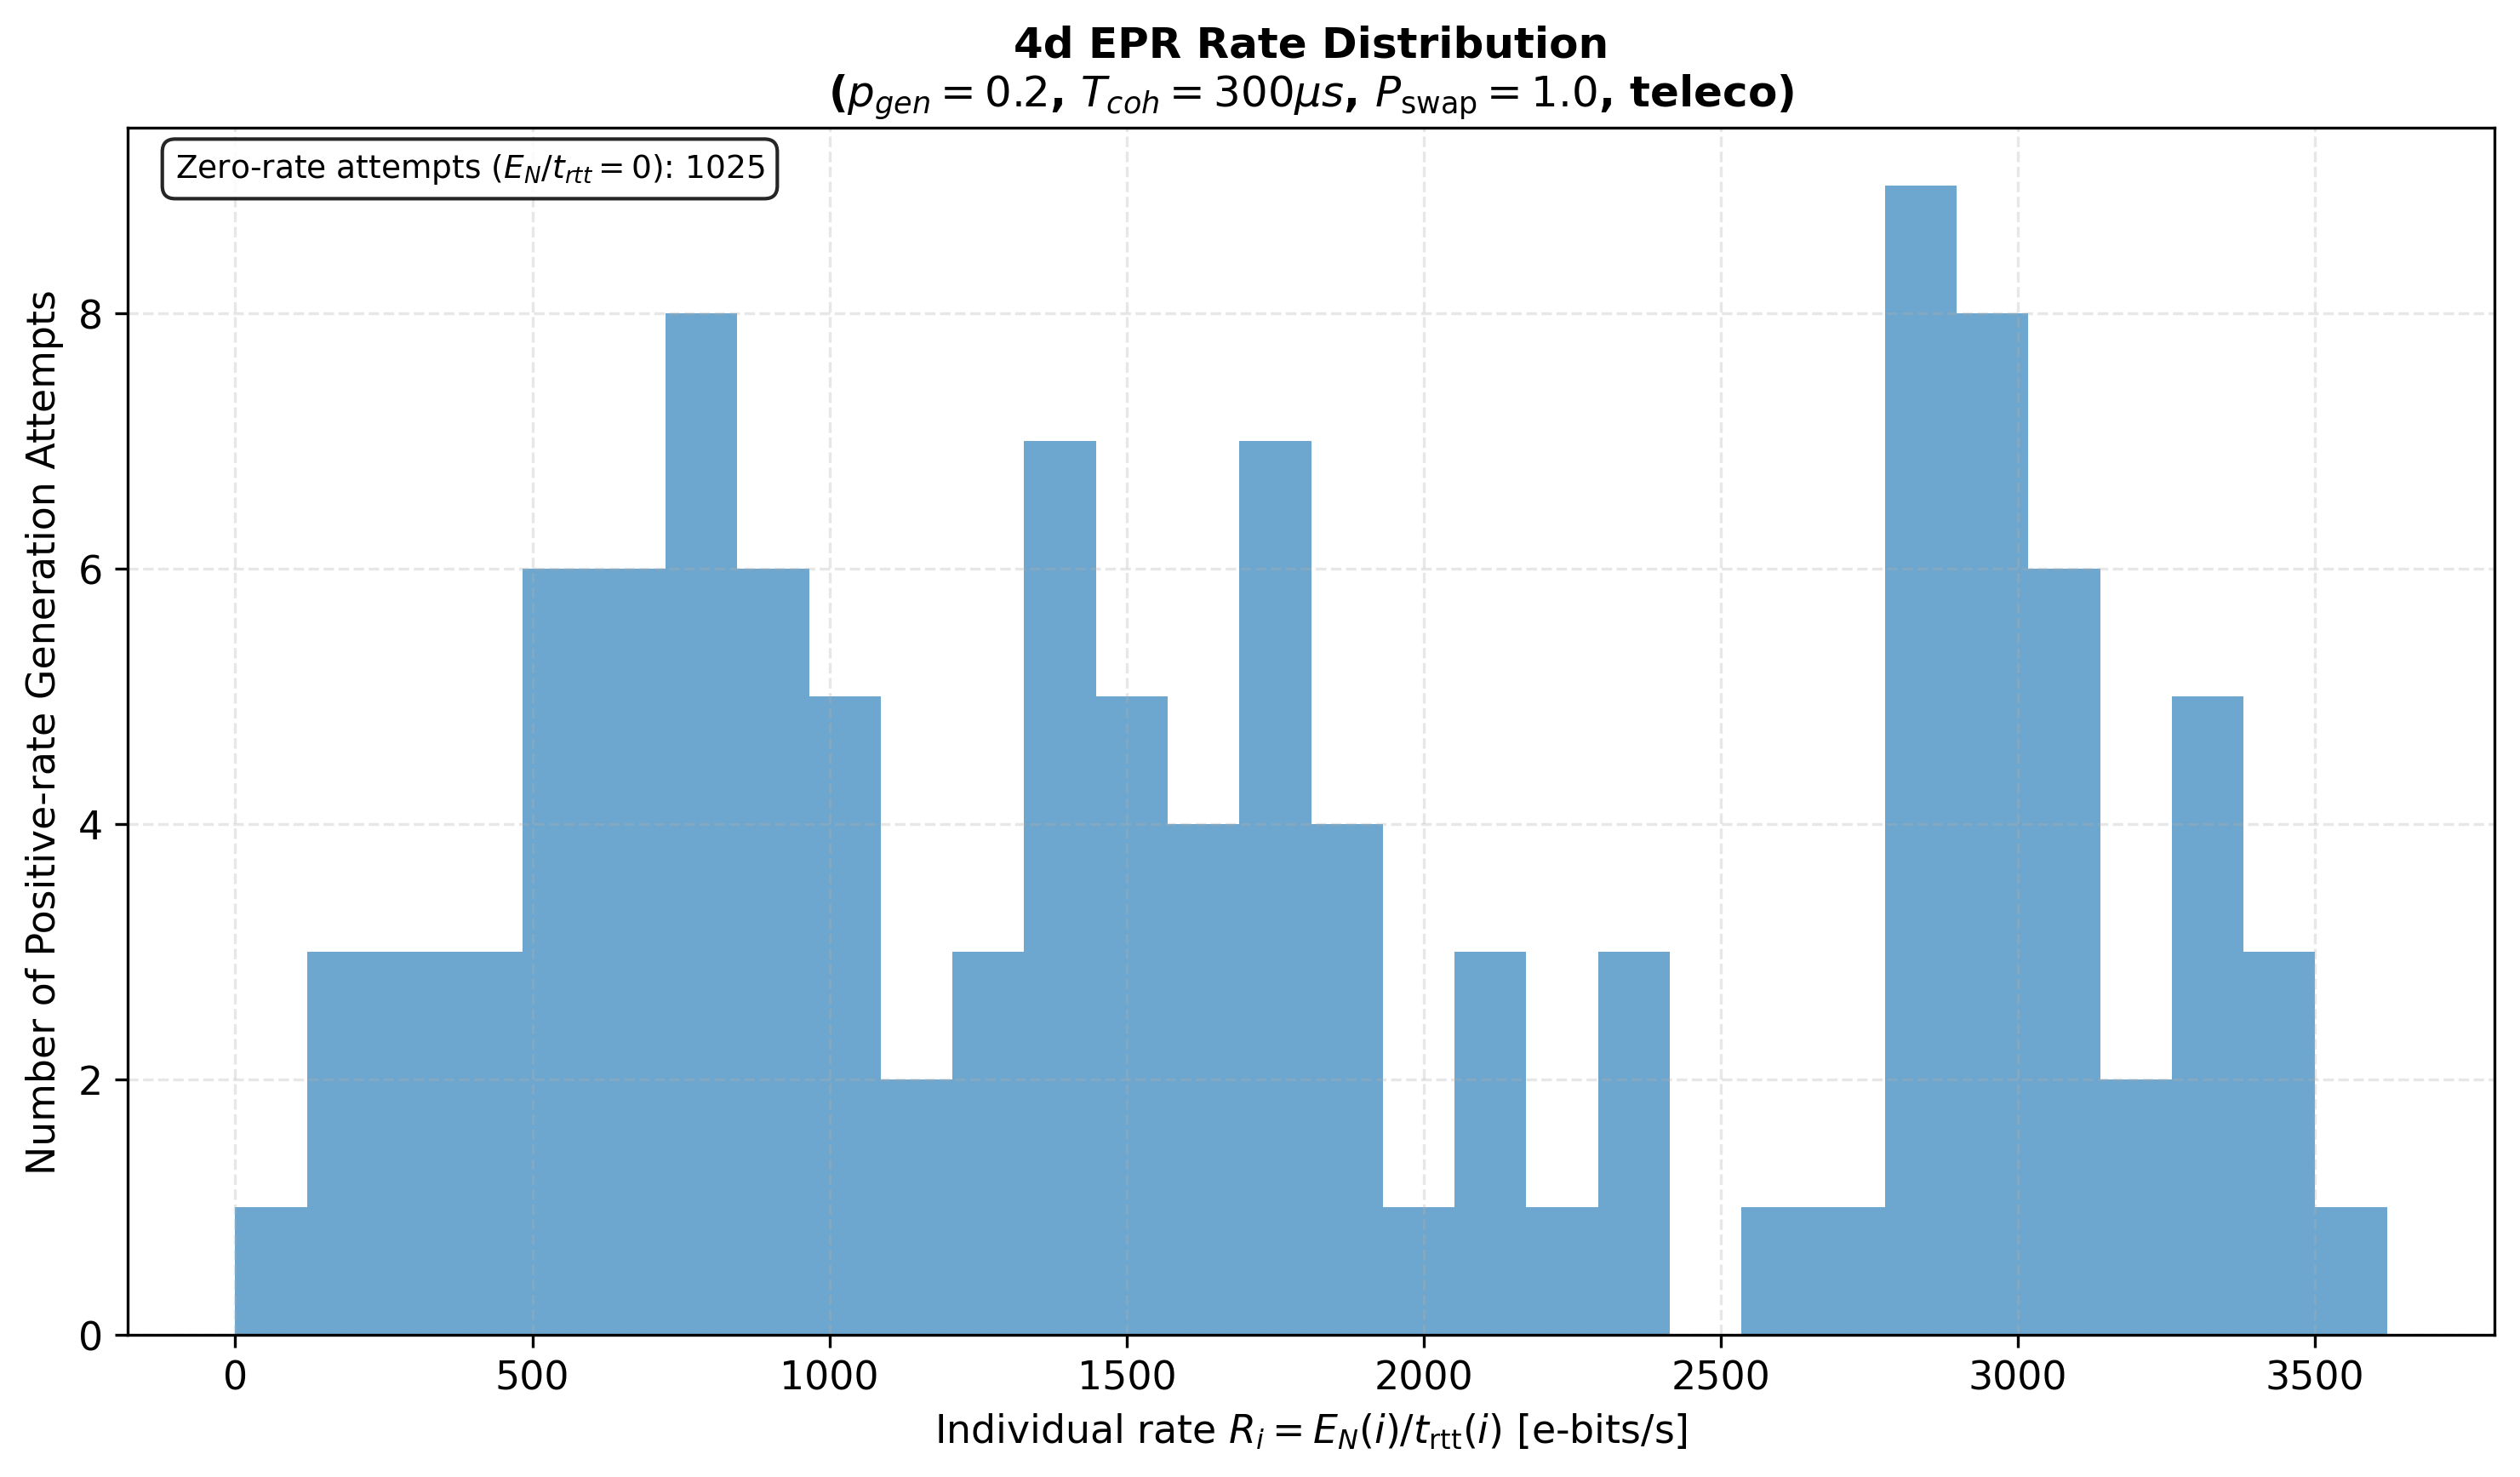 4d EPR Rate Distribution
(p_gen = 0.2, T_coh = 300μs, P_swap = 1.0, teleco)
Zero-rate attempts (E_N/t_rtt = 0): 1025
Number of Positive-rate Generation Attempts
8
6
4
2
0
0 500 1000 1500 2000 2500 3000 3500
Individual rate R_i = E_N(i)/t_rtt(i) [e-bits/s]